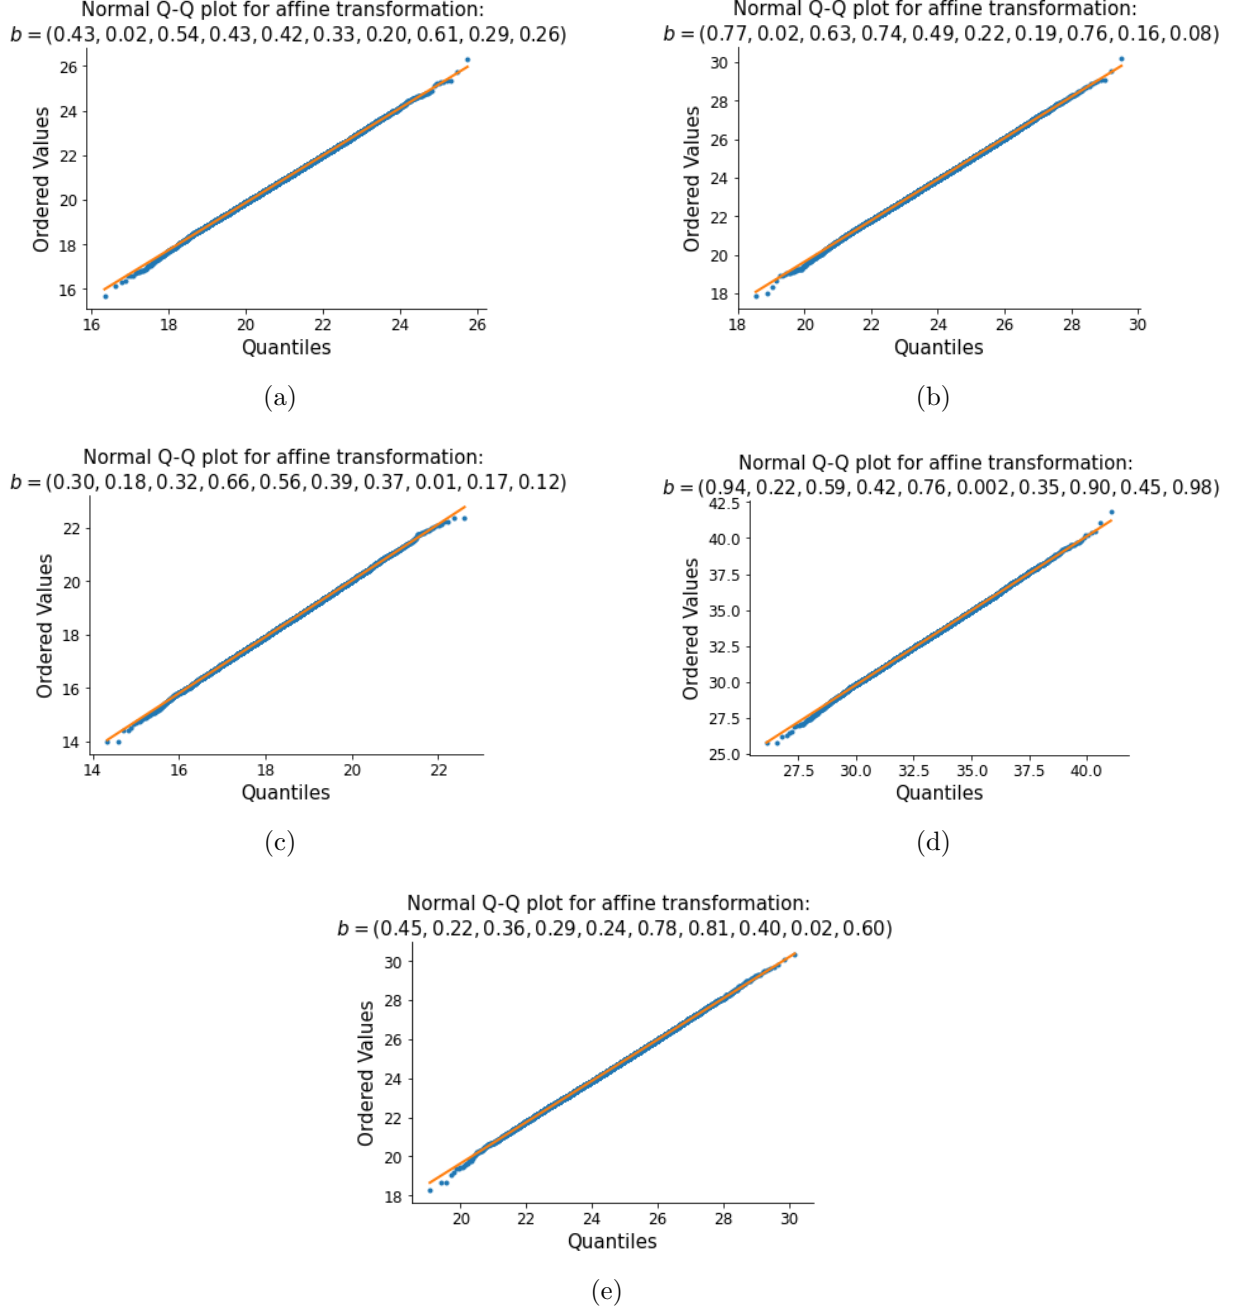 Normal Q-Q plot for affine transformation:
b = (0.43, 0.02, 0.54, 0.43, 0.42, 0.33, 0.20, 0.61, 0.29, 0.26)
26
24
22
20
18
16
Ordered Values
16 18 20 22 24 26
Quantiles
(a)
Normal Q-Q plot for affine transformation:
b = (0.77, 0.02, 0.63, 0.74, 0.49, 0.22, 0.19, 0.76, 0.16, 0.08)
30
28
26
24
22
20
18
Ordered Values
18 20 22 24 26 28 30
Quantiles
(b)
Normal Q-Q plot for affine transformation:
b = (0.30, 0.18, 0.32, 0.66, 0.56, 0.39, 0.37, 0.01, 0.17, 0.12)
22
20
18
16
14
Ordered Values
14 16 18 20 22
Quantiles
(c)
Normal Q-Q plot for affine transformation:
b = (0.94, 0.22, 0.59, 0.42, 0.76, 0.002, 0.35, 0.90, 0.45, 0.98)
42.5
40.0
37.5
35.0
32.5
30.0
27.5
25.0
Ordered Values
27.5 30.0 32.5 35.0 37.5 40.0
Quantiles
(d)
Normal Q-Q plot for affine transformation:
b = (0.45, 0.22, 0.36, 0.29, 0.24, 0.78, 0.81, 0.40, 0.02, 0.60)
30
28
26
24
22
20
18
Ordered Values
20 22 24 26 28 30
Quantiles
(e)